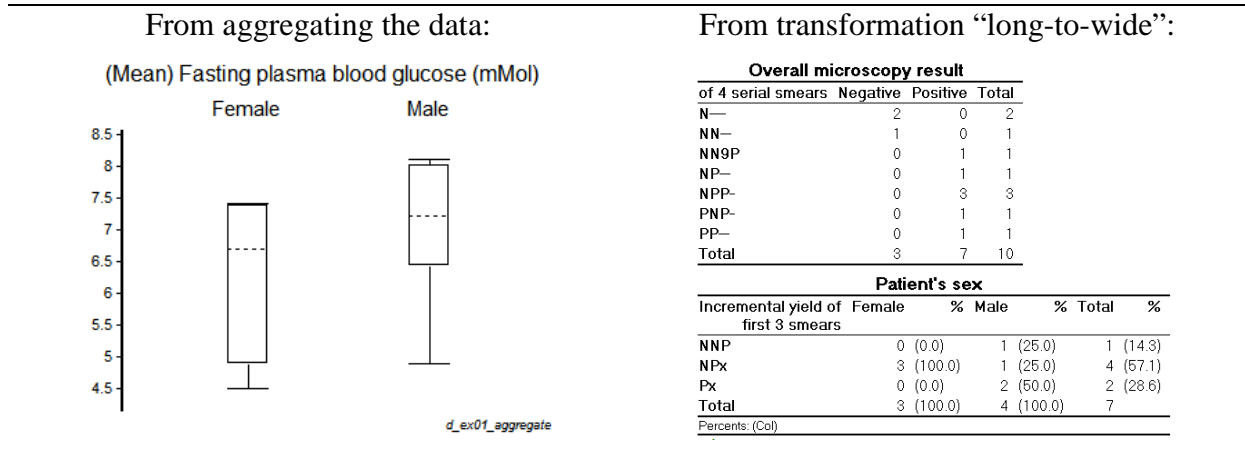 From aggregating the data:
(Mean) Fasting plasma blood glucose (mMol)
Female Male
8.5
8
7.5
7
6.5
6
5.5
5
4.5
d_ex01_aggregate
From transformation “long-to-wide”:
Overall microscopy result
of 4 serial smears Negative Positive Total
N— 2 0 2
NN– 1 0 1
NN9P 0 1 1
NP– 0 1 1
NPP- 0 3 3
PNP- 0 1 1
PP– 0 1 1
Total 3 7 10
Patient's sex
Incremental yield of Female % Male % Total %
first 3 smears
NNP 0 (0.0) 1 (25.0) 1 (14.3)
NPx 3 (100.0) 1 (25.0) 4 (57.1)
Px 0 (0.0) 2 (50.0) 2 (28.6)
Total 3 (100.0) 4 (100.0) 7
Percents: (Col)